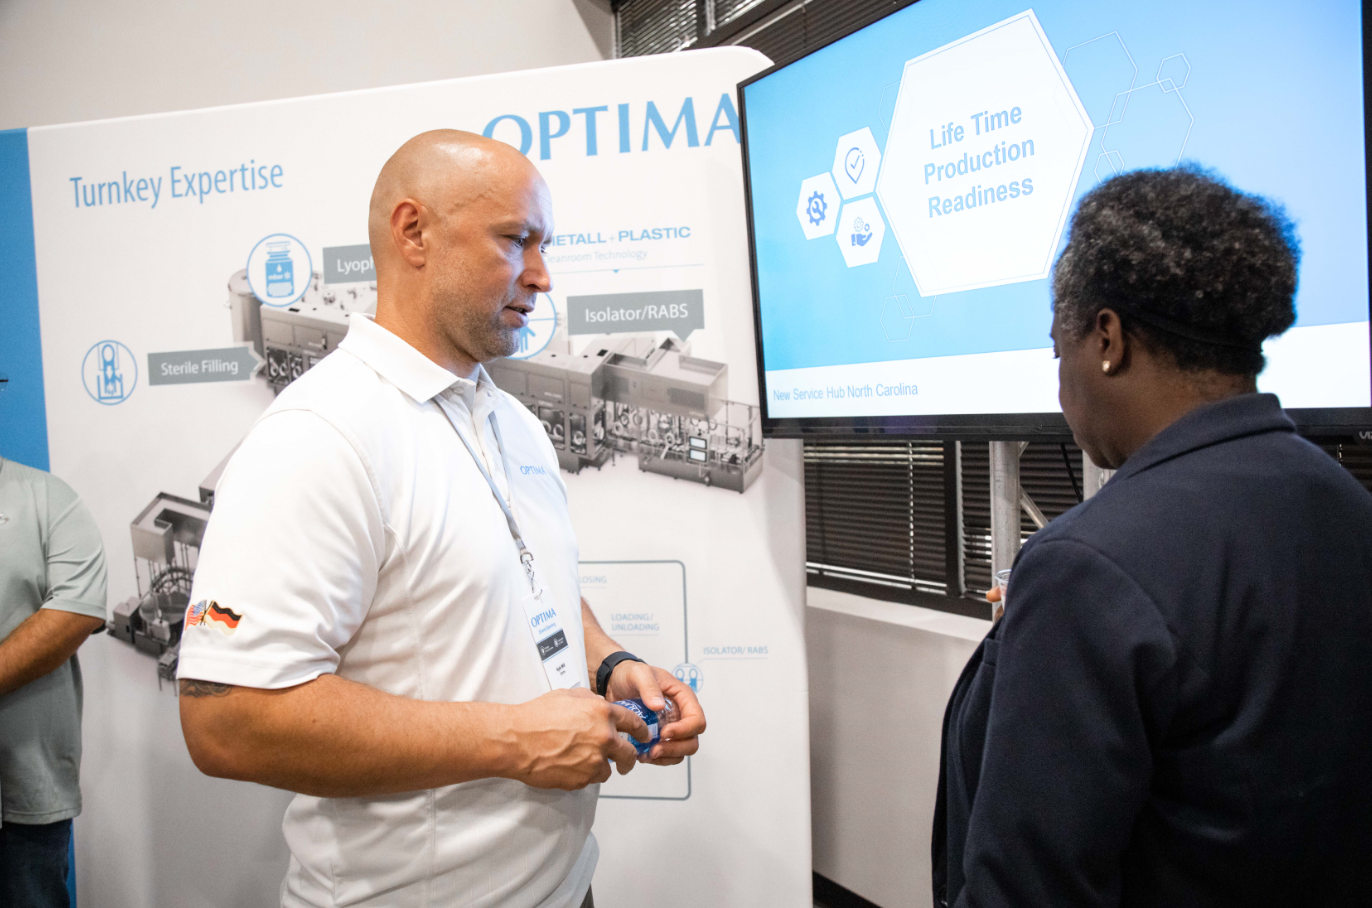 OPTIMA
Turnkey Expertise
METALL+PLASTIC
Cleanroom Technology
Isolator/RABS
Sterile Filling
Life Time
Production
Readiness
New Service Hub North Carolina
OPTIMA
OPTIMA
LOADING/
UNLOADING
ISOLATOR/ RABS